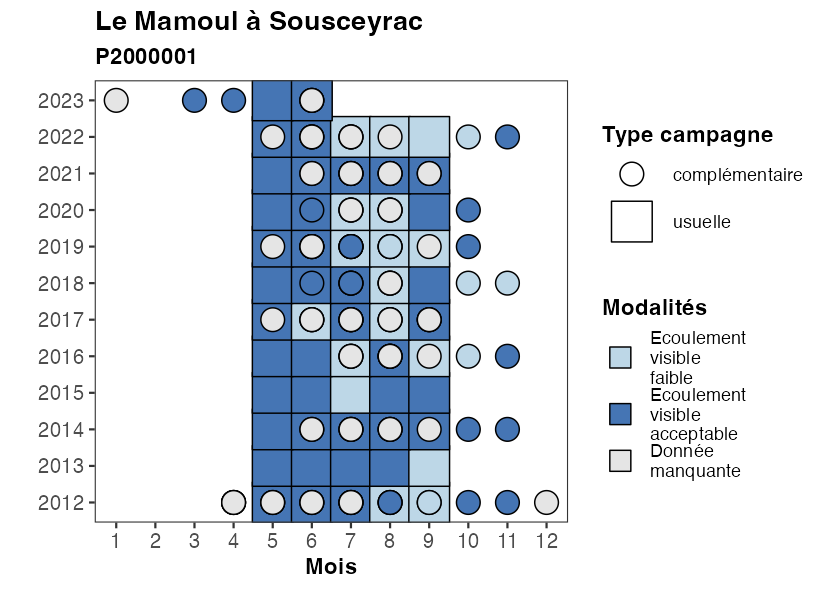 Le Mamoul à Sousceyrac
P2000001
2023
2022
2021
2020
2019
2018
2017
2016
2015
2014
2013
2012
1 2 3 4 5 6 7 8 9 10 11 12
Mois
Type campagne
complémentaire
usuelle
Modalités
Ecoulement
visible
faible
Ecoulement
visible
acceptable
Donnée
manquante